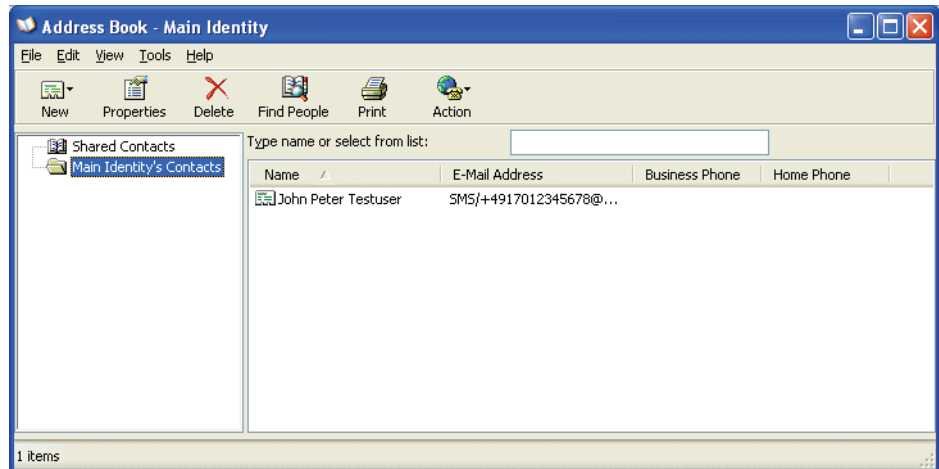 Address Book - Main Identity
File Edit View Tools Help
New Properties Delete Find People Print Action
Shared Contacts
Main Identity's Contacts
Type name or select from list:
Name E-Mail Address Business Phone Home Phone
John Peter Testuser SMS/+4917012345678@...
1 items